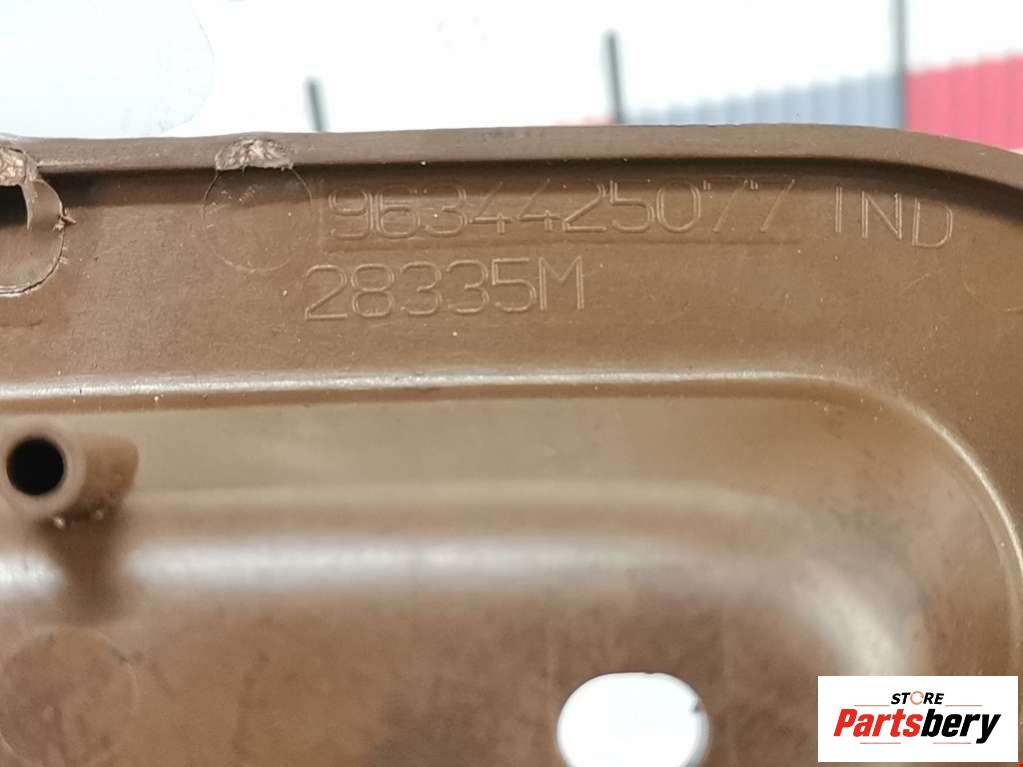 9634425077 IND
28335M
STORE
Partsbery